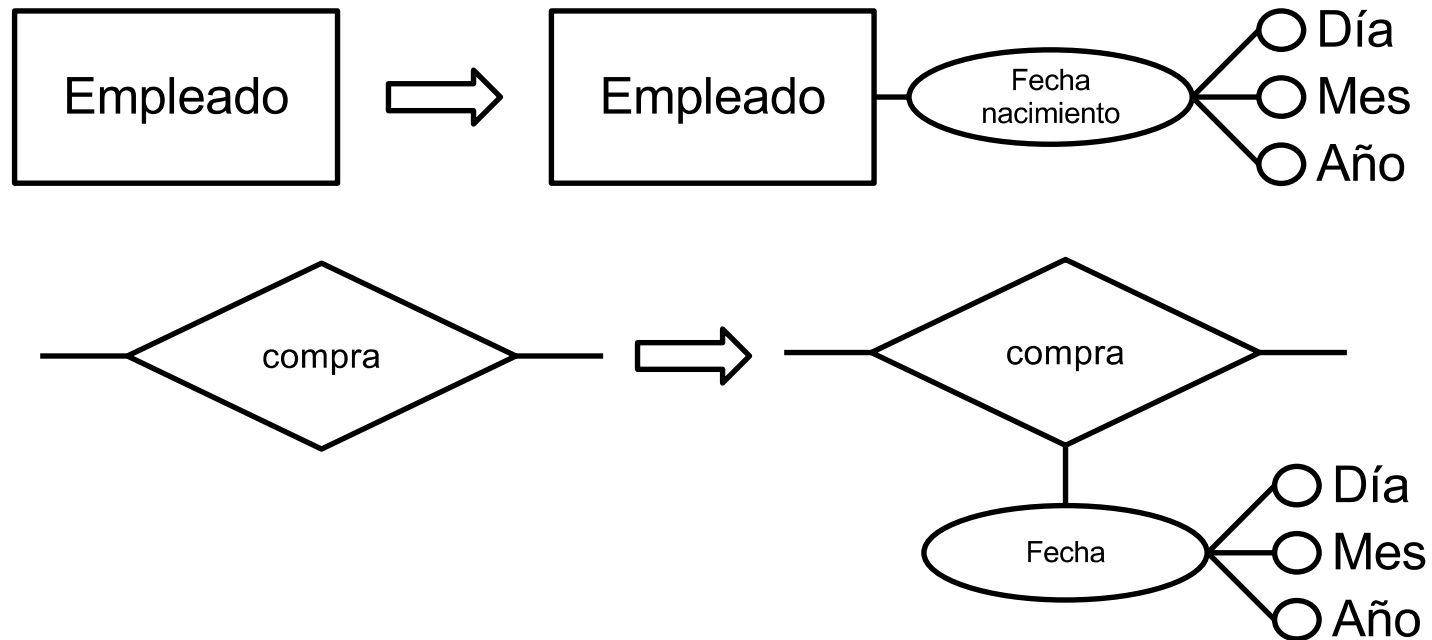 Empleado
Empleado
Fecha
nacimiento
Día
Mes
Año
compra
compra
Fecha
Día
Mes
Año